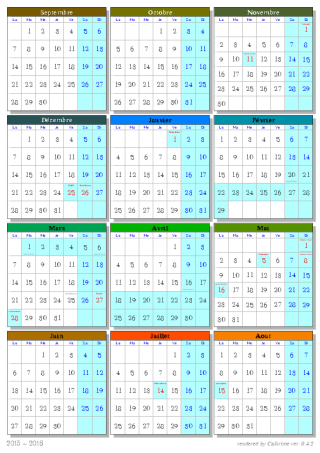 Septembre
Lu Ma Me Je Ve Sa Di
1 2 3 4 5 6
7 8 9 10 11 12 13
14 15 16 17 18 19 20
21 22 23 24 25 26 27
28 29 30
Octobre
Lu Ma Me Je Ve Sa Di
1 2 3 4
5 6 7 8 9 10 11
12 13 14 15 16 17 18
19 20 21 22 23 24 25
26 27 28 29 30 31
Novembre
Lu Ma Me Je Ve Sa Di
1
2 3 4 5 6 7 8
9 10 11 12 13 14 15
16 17 18 19 20 21 22
23 24 25 26 27 28 29
30
Décembre
Lu Ma Me Je Ve Sa Di
1 2 3 4 5 6
7 8 9 10 11 12 13
14 15 16 17 18 19 20
21 22 23 24 25 26 27
28 29 30 31
Janvier
Lu Ma Me Je Ve Sa Di
1 2 3
4 5 6 7 8 9 10
11 12 13 14 15 16 17
18 19 20 21 22 23 24
25 26 27 28 29 30 31
Février
Lu Ma Me Je Ve Sa Di
1 2 3 4 5 6 7
8 9 10 11 12 13 14
15 16 17 18 19 20 21
22 23 24 25 26 27 28
29
Mars
Lu Ma Me Je Ve Sa Di
1 2 3 4 5 6
7 8 9 10 11 12 13
14 15 16 17 18 19 20
21 22 23 24 25 26 27
28 29 30 31
Avril
Lu Ma Me Je Ve Sa Di
1 2 3
4 5 6 7 8 9 10
11 12 13 14 15 16 17
18 19 20 21 22 23 24
25 26 27 28 29 30
Mai
Lu Ma Me Je Ve Sa Di
1
2 3 4 5 6 7 8
9 10 11 12 13 14 15
16 17 18 19 20 21 22
23 24 25 26 27 28 29
30 31
Juin
Lu Ma Me Je Ve Sa Di
1 2 3 4 5
6 7 8 9 10 11 12
13 14 15 16 17 18 19
20 21 22 23 24 25 26
27 28 29 30
Juillet
Lu Ma Me Je Ve Sa Di
1 2 3
4 5 6 7 8 9 10
11 12 13 14 15 16 17
18 19 20 21 22 23 24
25 26 27 28 29 30 31
Aout
Lu Ma Me Je Ve Sa Di
1 2 3 4 5 6 7
8 9 10 11 12 13 14
15 16 17 18 19 20 21
22 23 24 25 26 27 28
29 30 31
2015 - 2016
rendered by Calbrone ver. 0.4.2